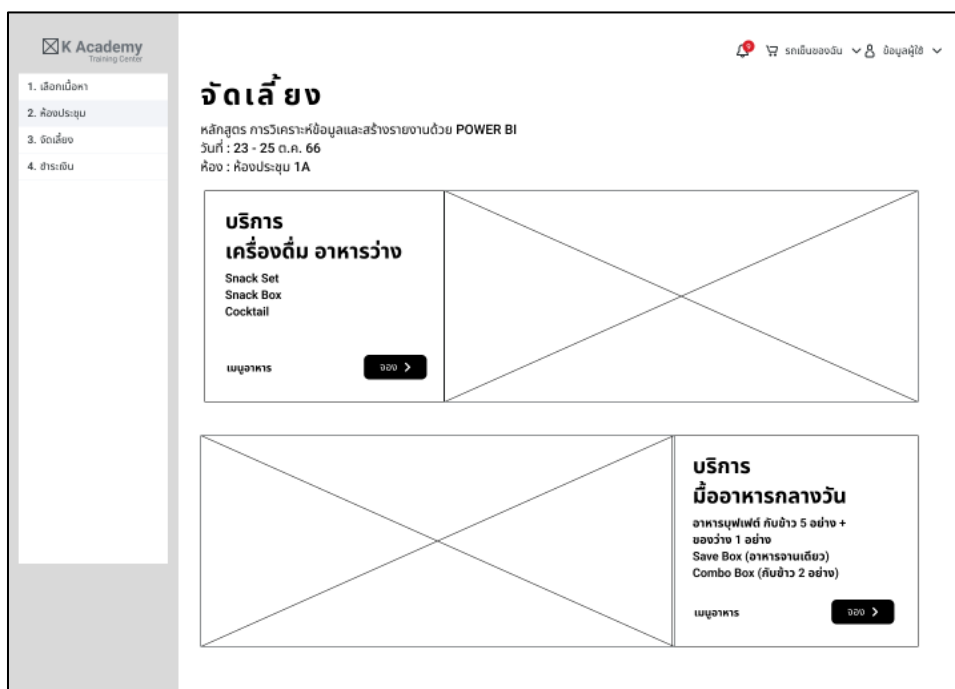 K Academy
Training Center
รถเข็นของฉัน
ข้อมูลผู้ใช้
1. เลือกเนื้อหา
2. ห้องประชุม
3. จัดเลี้ยง
4. ชำระเงิน
จัดเลี้ยง
หลักสูตร การวิเคราะห์ข้อมูลและสร้างรายงานด้วย POWER BI
วันที่ : 23 - 25 ต.ค. 66
ห้อง : ห้องประชุม 1A
บริการ
เครื่องดื่ม อาหารว่าง
Snack Set
Snack Box
Cocktail
เมนูอาหาร
จอง
บริการ
มื้ออาหารกลางวัน
อาหารบุฟเฟต์ กับข้าว 5 อย่าง +
ของว่าง 1 อย่าง
Save Box (อาหารจานเดียว)
Combo Box (กับข้าว 2 อย่าง)
เมนูอาหาร
จอง